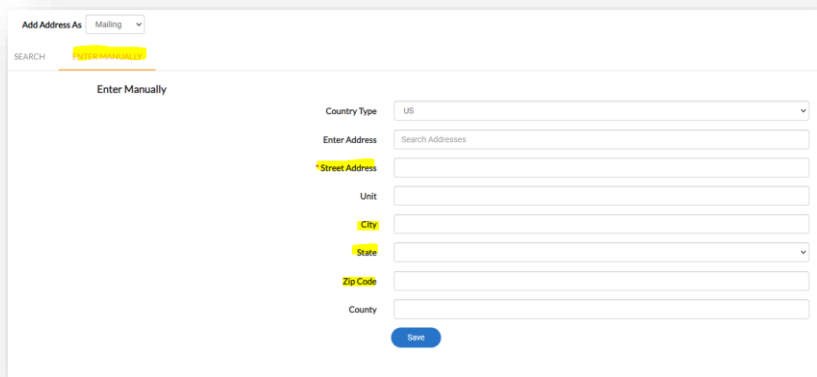 Add Address As Mailing
SEARCH ENTER MANUALLY
Enter Manually
Country Type US
Enter Address Search Addresses
* Street Address
Unit
City
State
Zip Code
County
Save